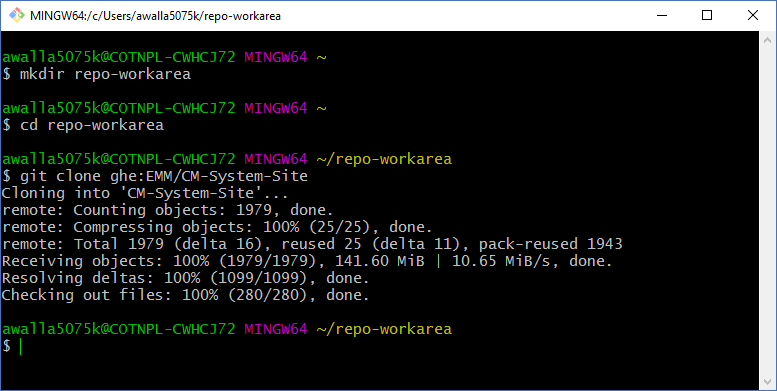 MINGW64:/c/Users/awalla5075k/repo-workarea
awalla5075k@COTNPL-CWHCJ72 MINGW64 ~
$ mkdir repo-workarea
awalla5075k@COTNPL-CWHCJ72 MINGW64 ~
$ cd repo-workarea
awalla5075k@COTNPL-CWHCJ72 MINGW64 ~/repo-workarea
$ git clone ghe:EMM/CM-System-Site
Cloning into 'CM-System-Site'...
remote: Counting objects: 1979, done.
remote: Compressing objects: 100% (25/25), done.
remote: Total 1979 (delta 16), reused 25 (delta 11), pack-reused 1943
Receiving objects: 100% (1979/1979), 141.60 MiB | 10.65 MiB/s, done.
Resolving deltas: 100% (1099/1099), done.
Checking out files: 100% (280/280), done.
awalla5075k@COTNPL-CWHCJ72 MINGW64 ~/repo-workarea
$